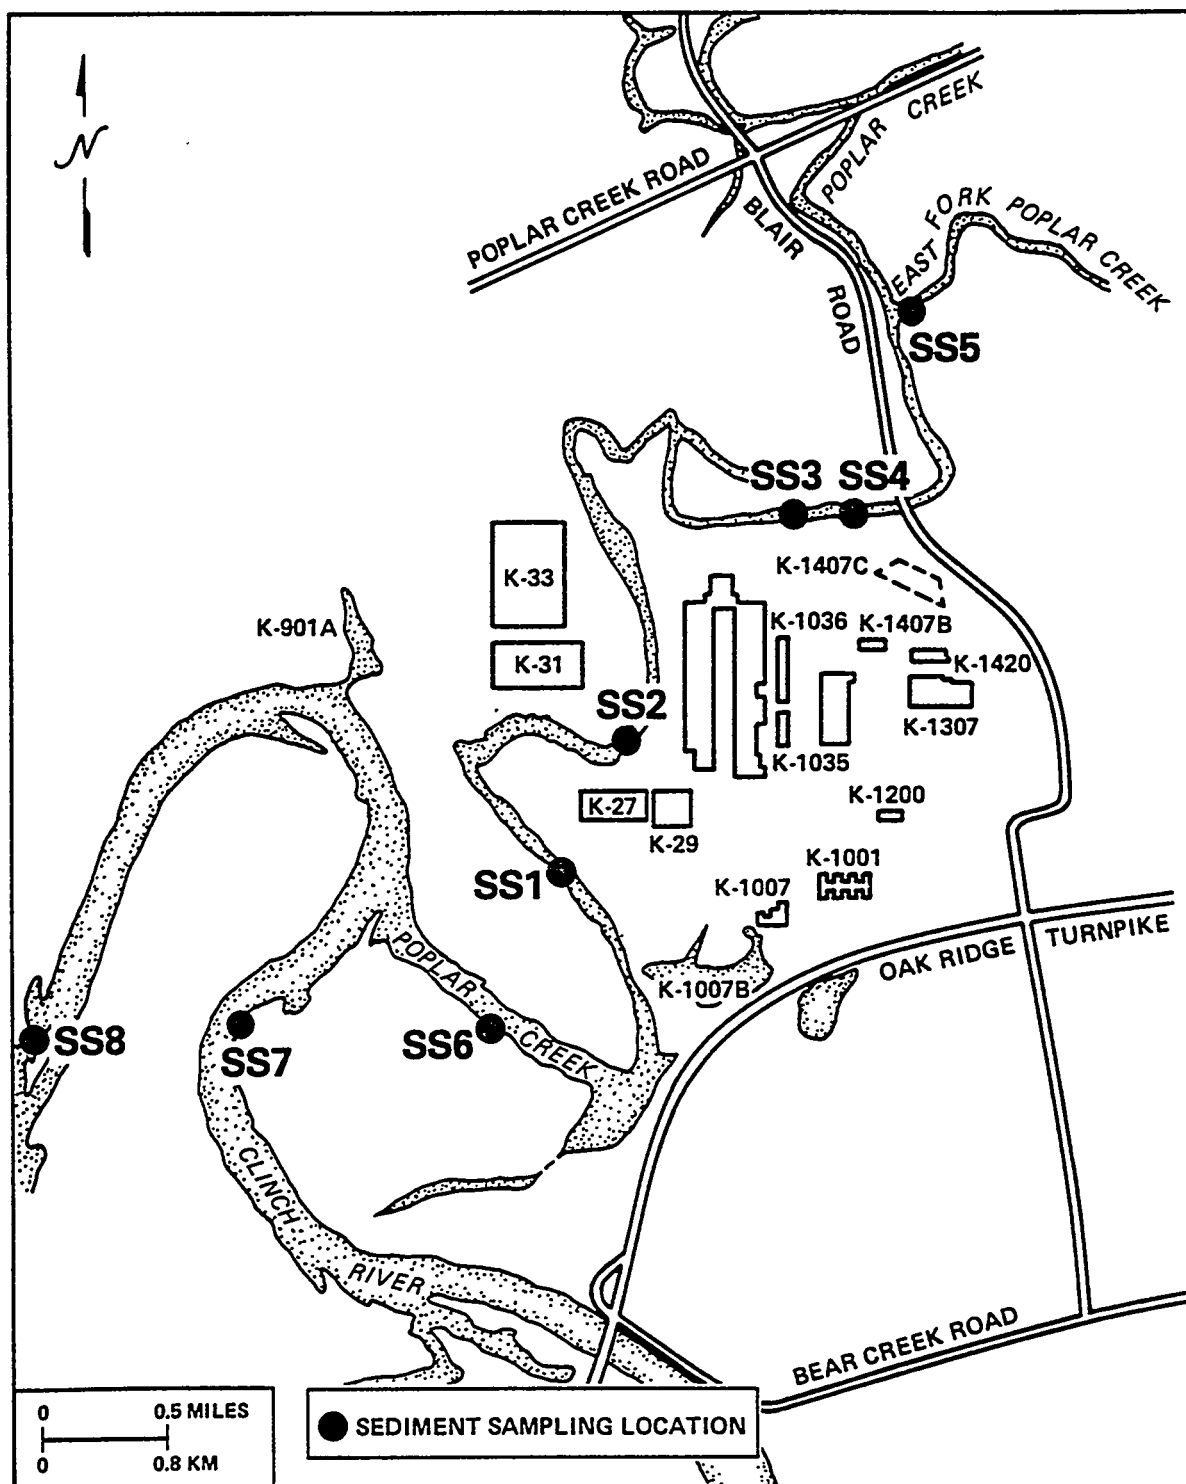 POPLAR CREEK
POPLAR CREEK ROAD
POPLAR
N
BLAIR
ROAD
EAST FORK POPLAR CREEK
SS5
SS3
SS4
K-1407C
K-33
K-1036
K-1407B
K-901A
K-31
K-1420
SS2
K-1307
K-1035
K-27
K-1200
K-29
K-1001
SS1
K-1007
POPLAR
CREEK
OAK RIDGE TURNPIKE
K-1007B
SS8
SS7
SS6
CLINCH
RIVER
BEAR CREEK ROAD
0 0.5 MILES
0 0.8 KM
SEDIMENT SAMPLING LOCATION